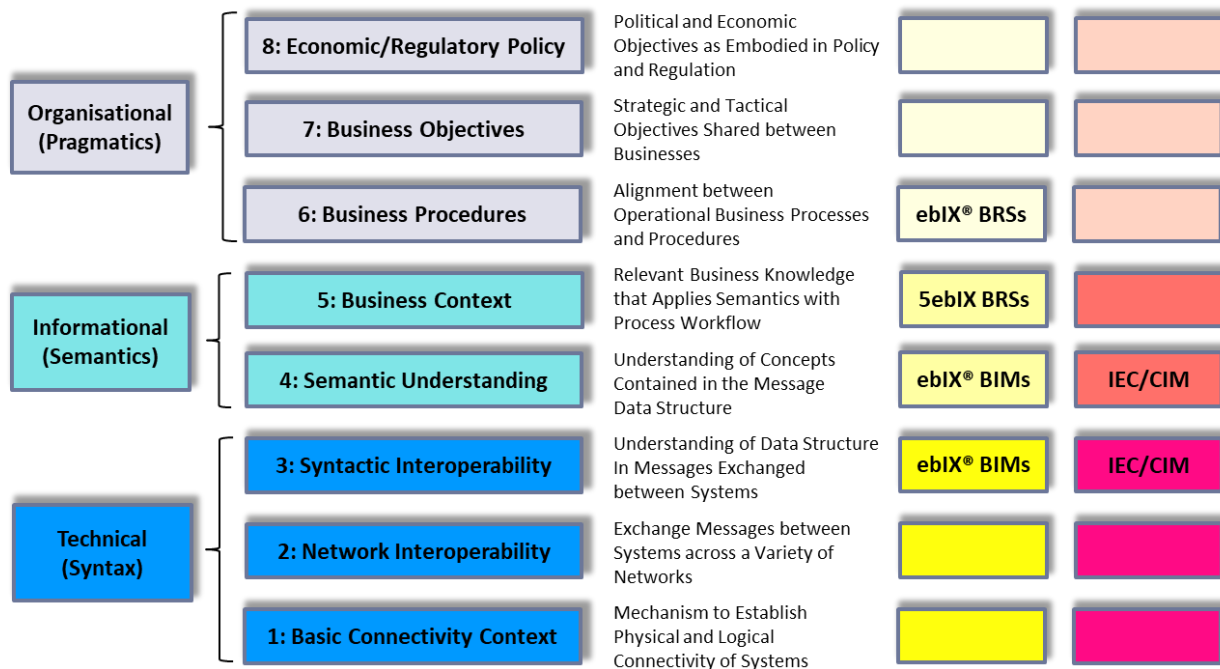 8: Economic/Regulatory Policy
Political and Economic
Objectives as Embodied in Policy
and Regulation
Organisational
(Pragmatics)
7: Business Objectives
Strategic and Tactical
Objectives Shared between
Businesses
6: Business Procedures
Alignment between
Operational Business Processes
and Procedures
ebIX® BRSs
Informational
(Semantics)
5: Business Context
Relevant Business Knowledge
that Applies Semantics with
Process Workflow
5ebIX BRSs
4: Semantic Understanding
Understanding of Concepts
Contained in the Message
Data Structure
ebIX® BIMs
IEC/CIM
Technical
(Syntax)
3: Syntactic Interoperability
Understanding of Data Structure
In Messages Exchanged
between Systems
ebIX® BIMs
IEC/CIM
2: Network Interoperability
Exchange Messages between
Systems across a Variety of
Networks
1: Basic Connectivity Context
Mechanism to Establish
Physical and Logical
Connectivity of Systems